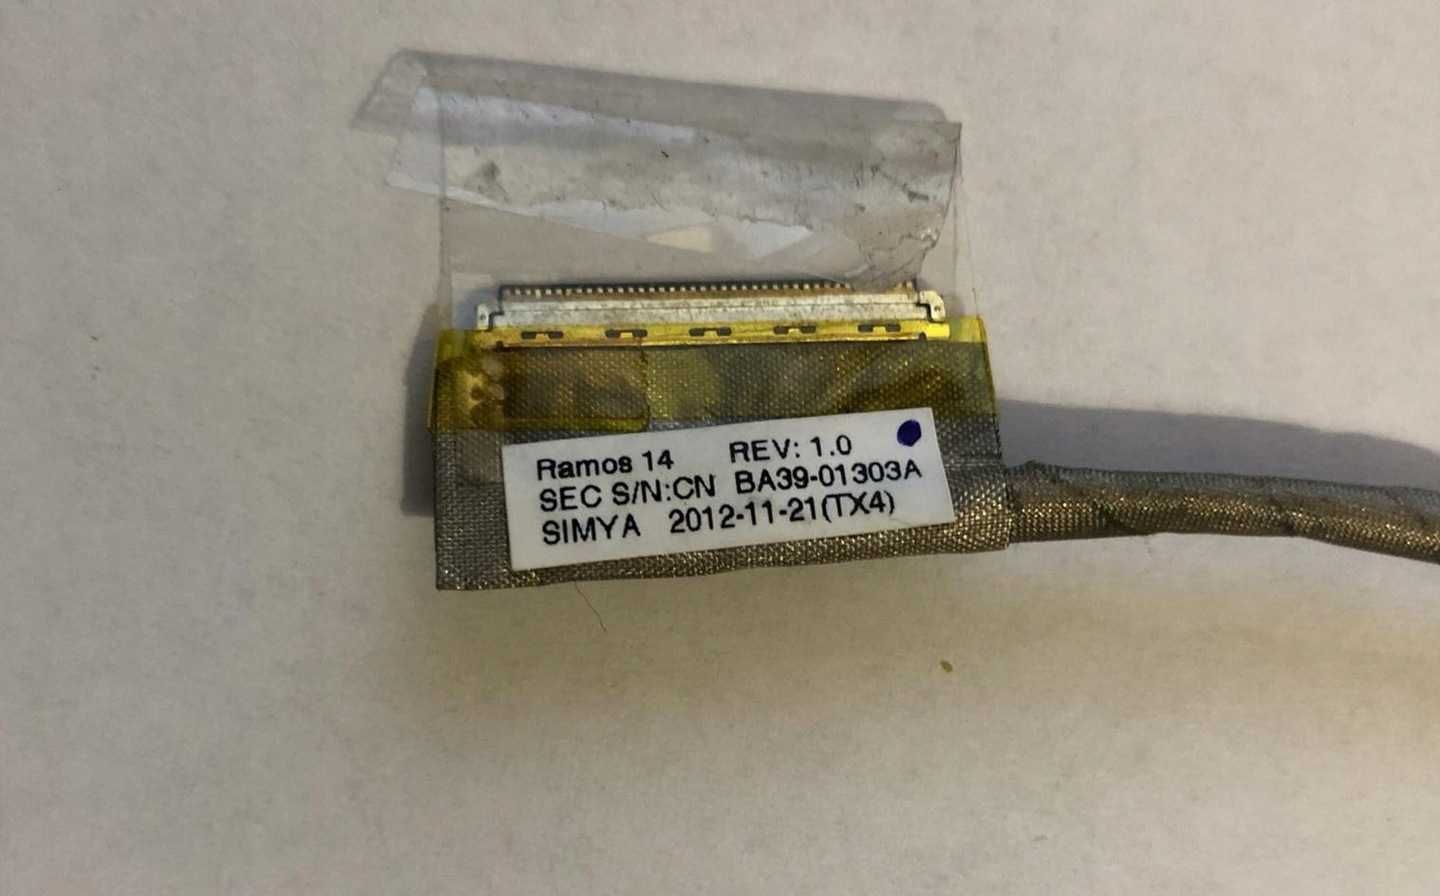 Ramos 14 REV: 1.0
SEC S/N:CN BA39-01303A
SIMYA 2012-11-21(TX4)